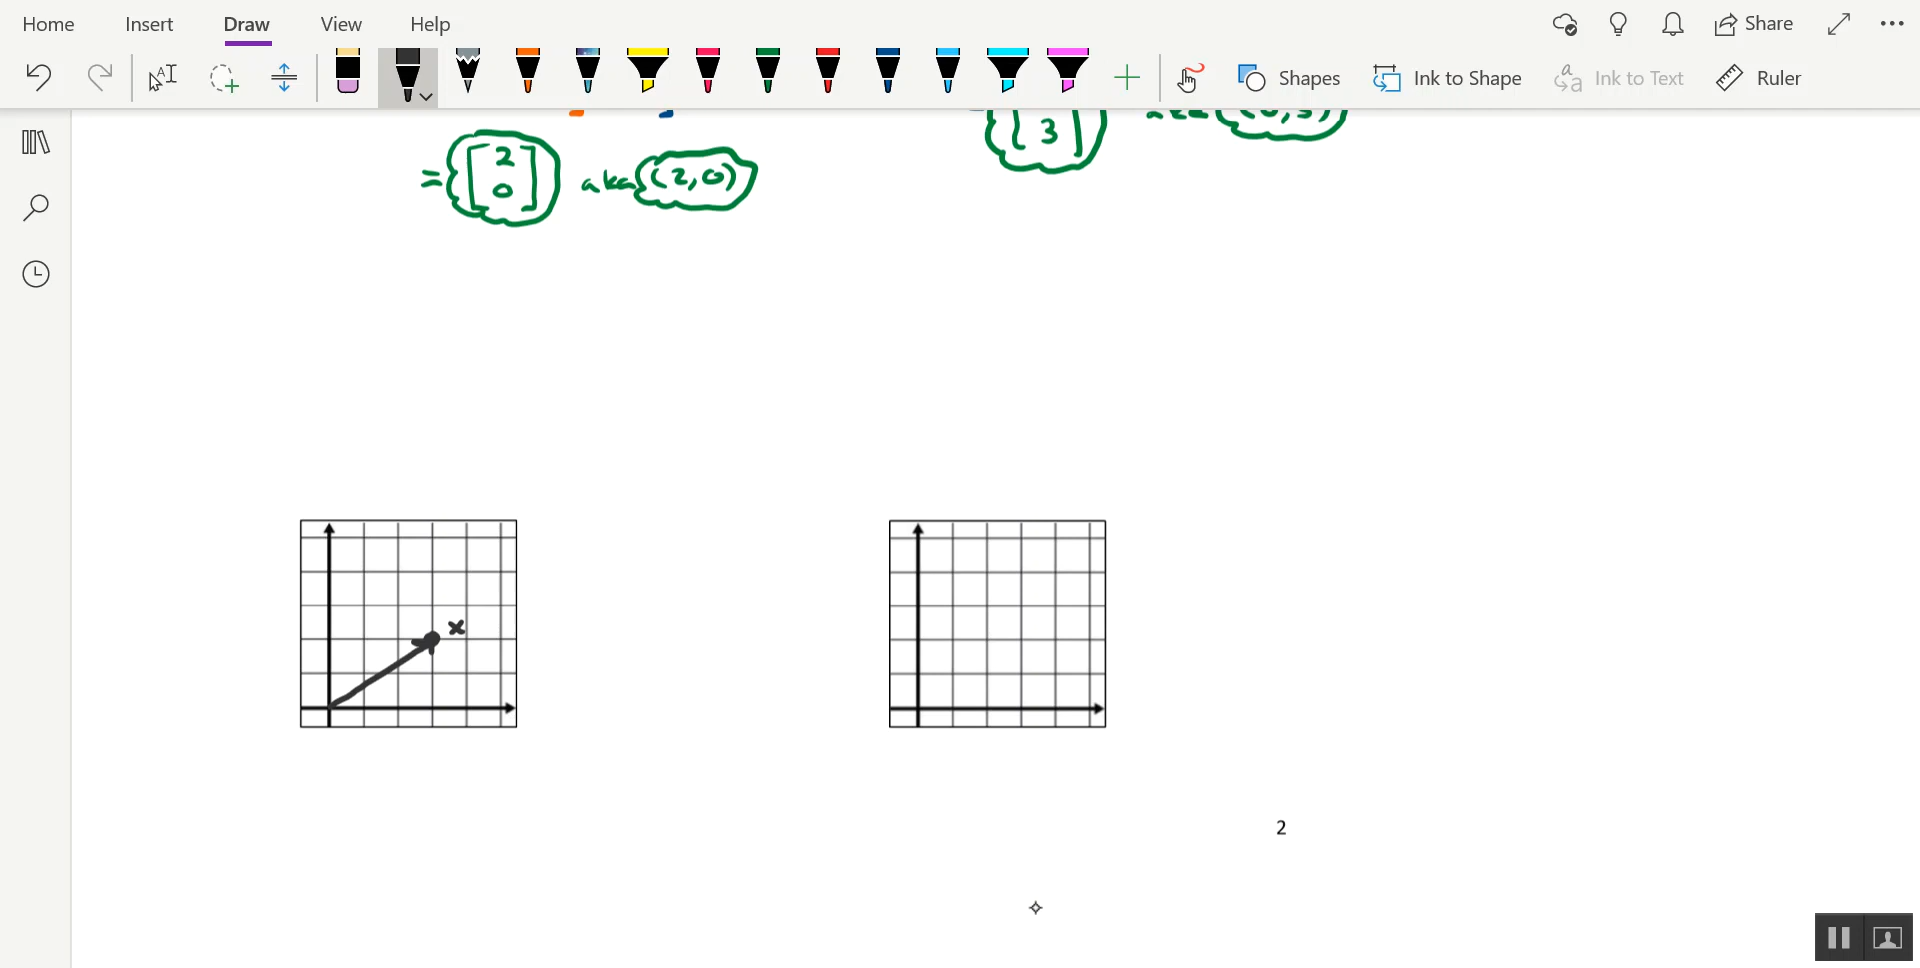 Home Insert Draw View Help Share
Shapes Ink to Shape Ink to Text Ruler
3
= [2 0] aka (2,0)
x
2